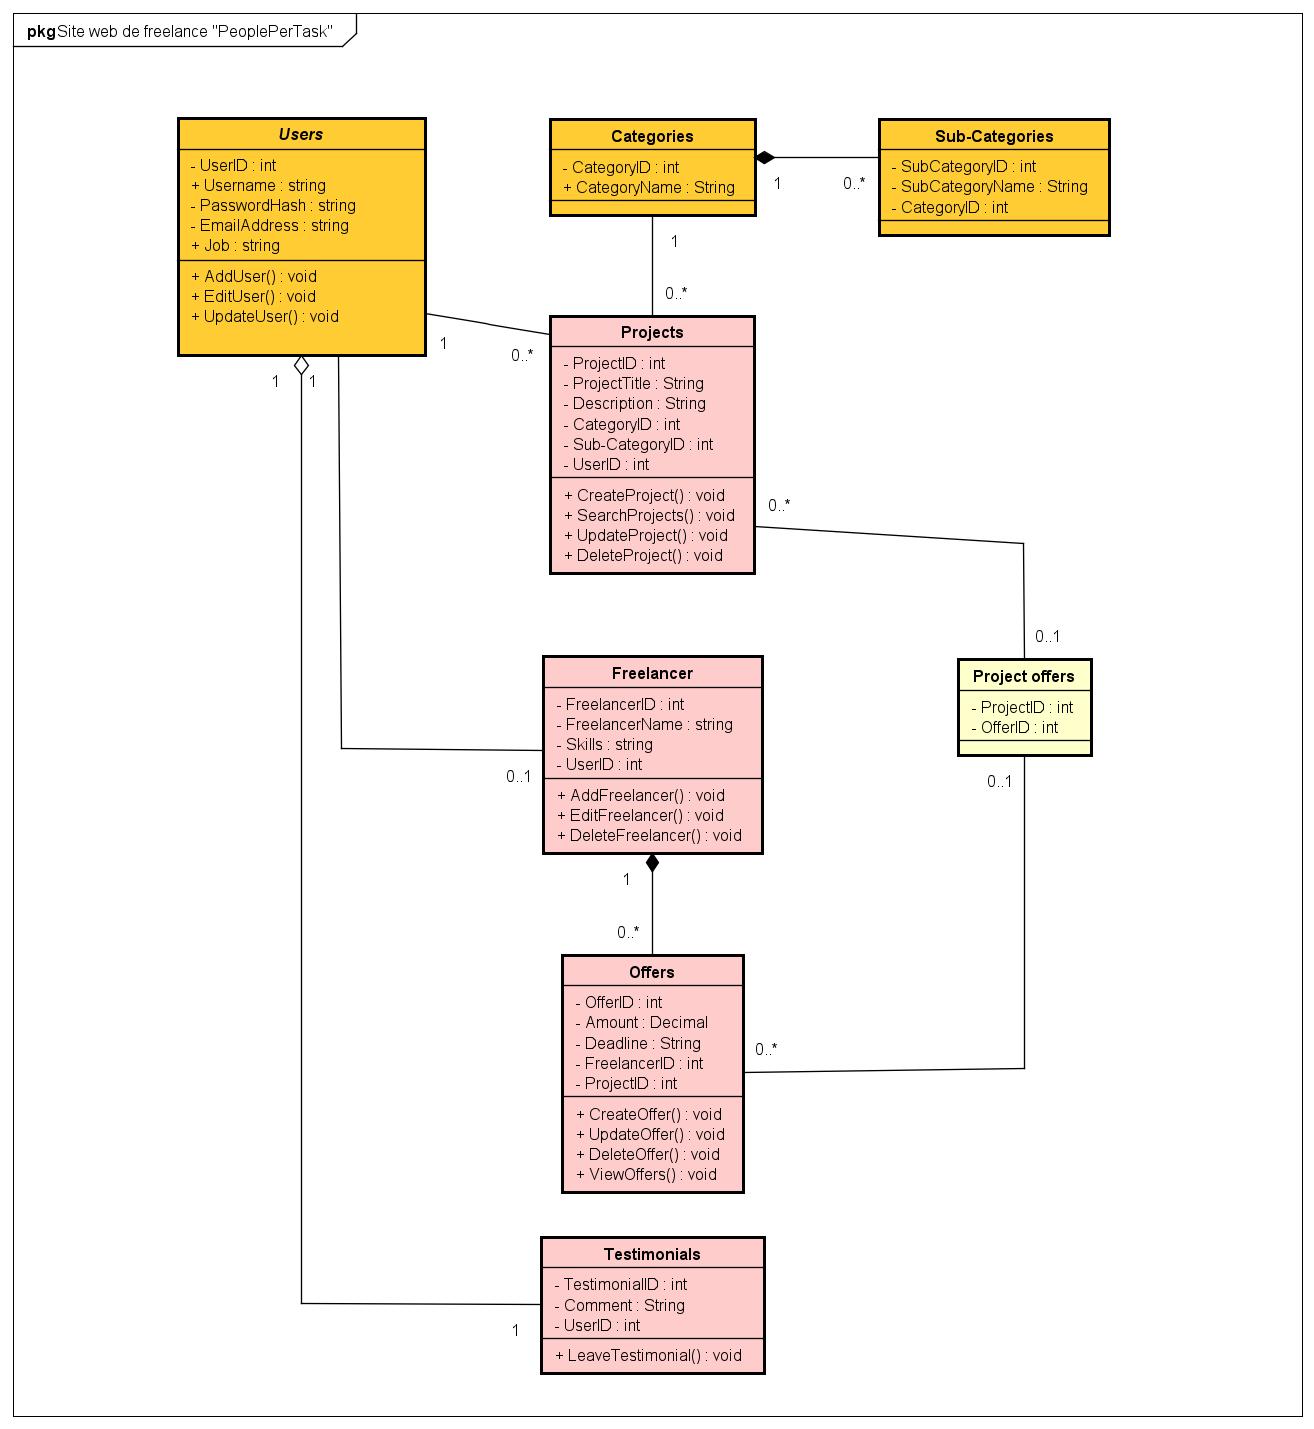 pkg Site web de freelance "PeoplePerTask"
Users
- UserID : int
+ Username : string
- PasswordHash : string
- EmailAddress : string
+ Job : string
+ AddUser() : void
+ EditUser() : void
+ UpdateUser() : void
Categories
- CategoryID : int
+ CategoryName : String
1
0..*
Sub-Categories
- SubCategoryID : int
- SubCategoryName : String
- CategoryID : int
1
0..*
1
0..*
Projects
- ProjectID : int
- ProjectTitle : String
- Description : String
- CategoryID : int
- Sub-CategoryID : int
- UserID : int
+ CreateProject() : void
+ SearchProjects() : void
+ UpdateProject() : void
+ DeleteProject() : void
1
1
0..*
0..1
Project offers
- ProjectID : int
- OfferID : int
0..1
Freelancer
- FreelancerID : int
- FreelancerName : string
- Skills : string
- UserID : int
+ AddFreelancer() : void
+ EditFreelancer() : void
+ DeleteFreelancer() : void
0..1
1
0..*
Offers
- OfferID : int
- Amount : Decimal
- Deadline : String
- FreelancerID : int
- ProjectID : int
+ CreateOffer() : void
+ UpdateOffer() : void
+ DeleteOffer() : void
+ ViewOffers() : void
0..*
Testimonials
- TestimonialID : int
- Comment : String
- UserID : int
+ LeaveTestimonial() : void
1